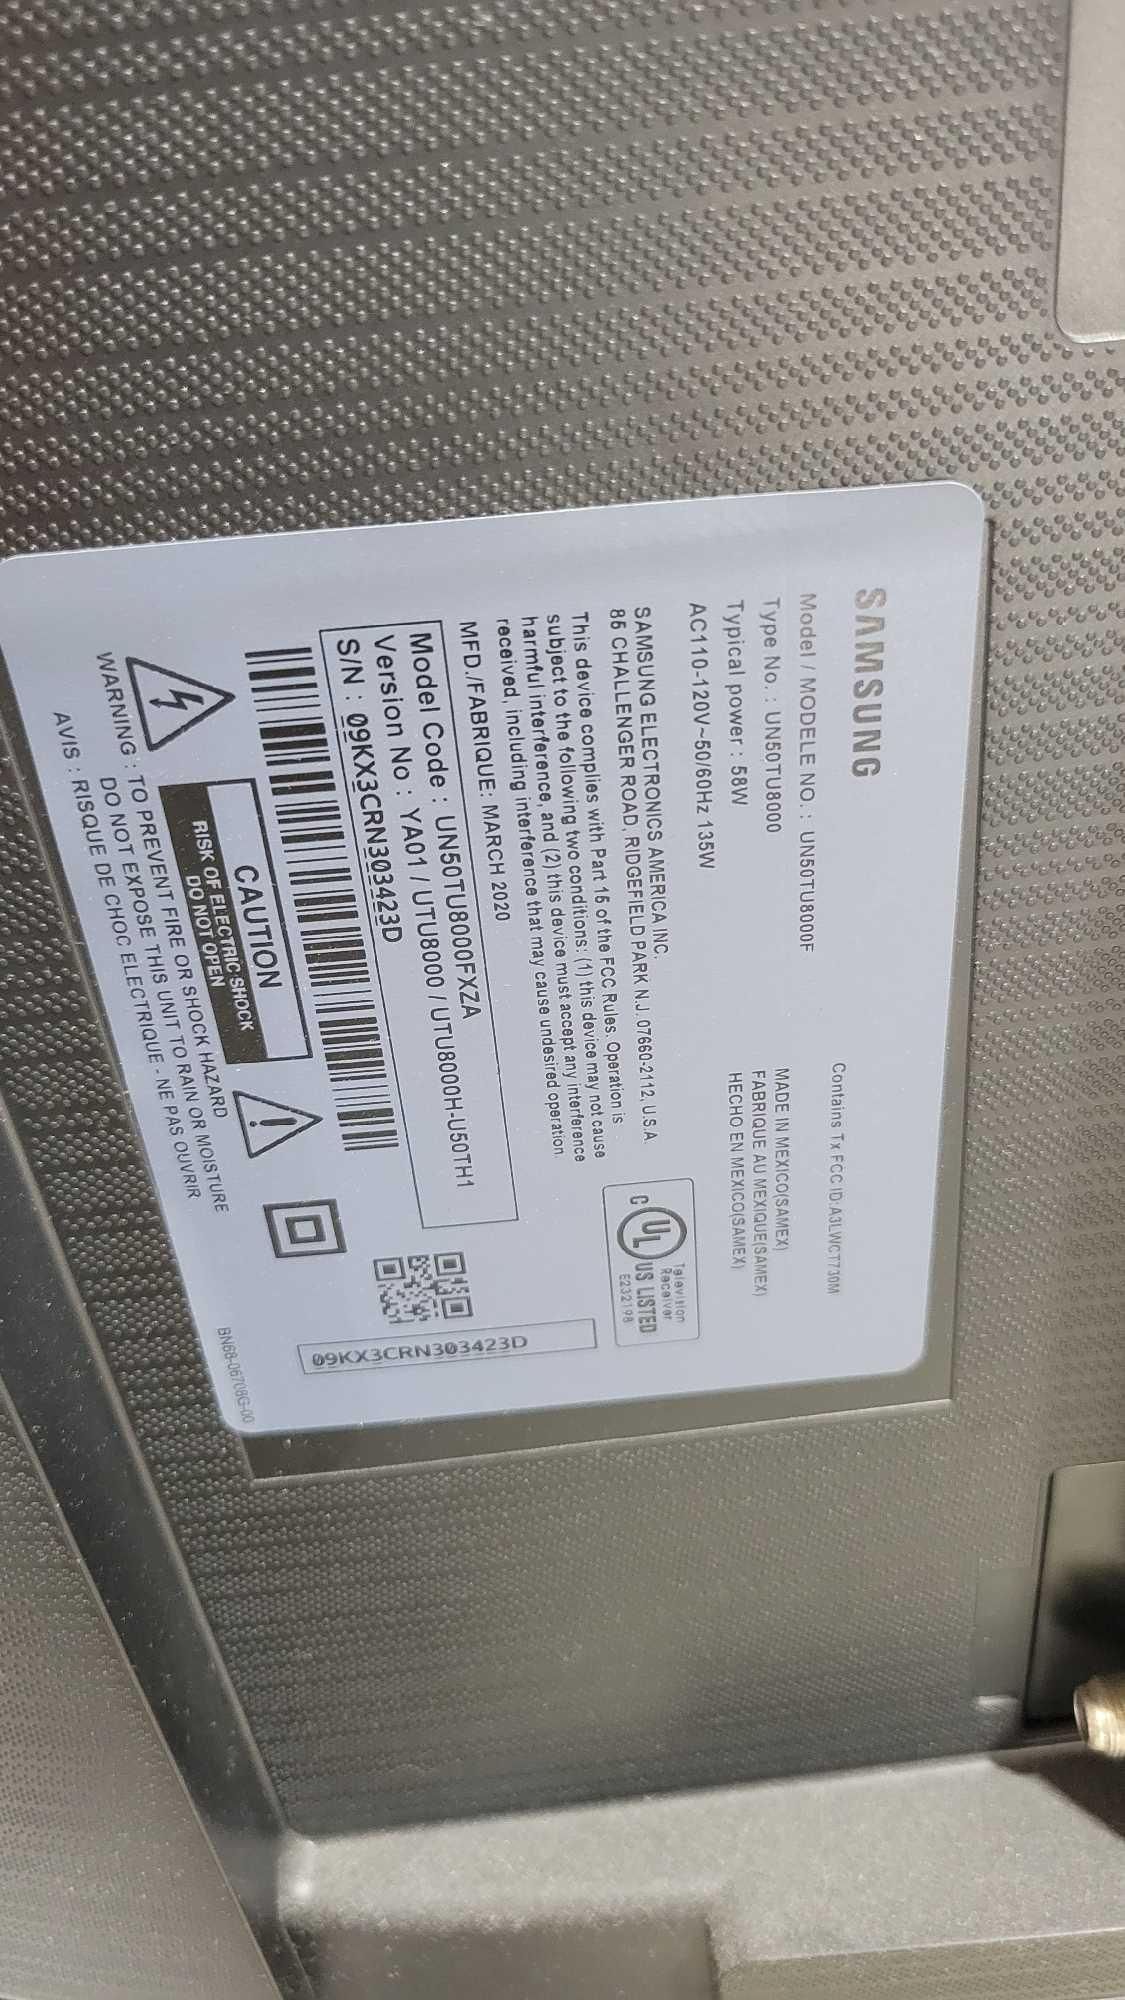 SAMSUNG
Model / MODELE NO. : UN50TU8000F
Type No. : UN50TU8000
Typical power : 58W
AC110-120V~50/60Hz 135W
Contains Tx FCC ID:A3LWCT730M
MADE IN MEXICO(SAMEX)
FABRIQUE AU MEXIQUE(SAMEX)
HECHO EN MEXICO(SAMEX)
SAMSUNG ELECTRONICS AMERICA INC.
85 CHALLENGER ROAD, RIDGEFIELD PARK N.J. 07660-2112, U.S.A
This device complies with Part 15 of the FCC Rules. Operation is
subject to the following two conditions: (1) this device may not cause
harmful interference, and (2) this device must accept any interference
received, including interference that may cause undesired operation.
C UL US LISTED
Television
Receiver
E232198
MFD./FABRIQUE: MARCH 2020
Model Code : UN50TU8000FXZA
Version No : YA01 / UTU8000 / UTU8000H-U50TH1
S/N : 09KX3CRN303423D
09KX3CRN303423D
CAUTION
RISK OF ELECTRIC SHOCK
DO NOT OPEN
WARNING : TO PREVENT FIRE OR SHOCK HAZARD
DO NOT EXPOSE THIS UNIT TO RAIN OR MOISTURE
AVIS : RISQUE DE CHOC ELECTRIQUE - NE PAS OUVRIR
BN68-06708G-00